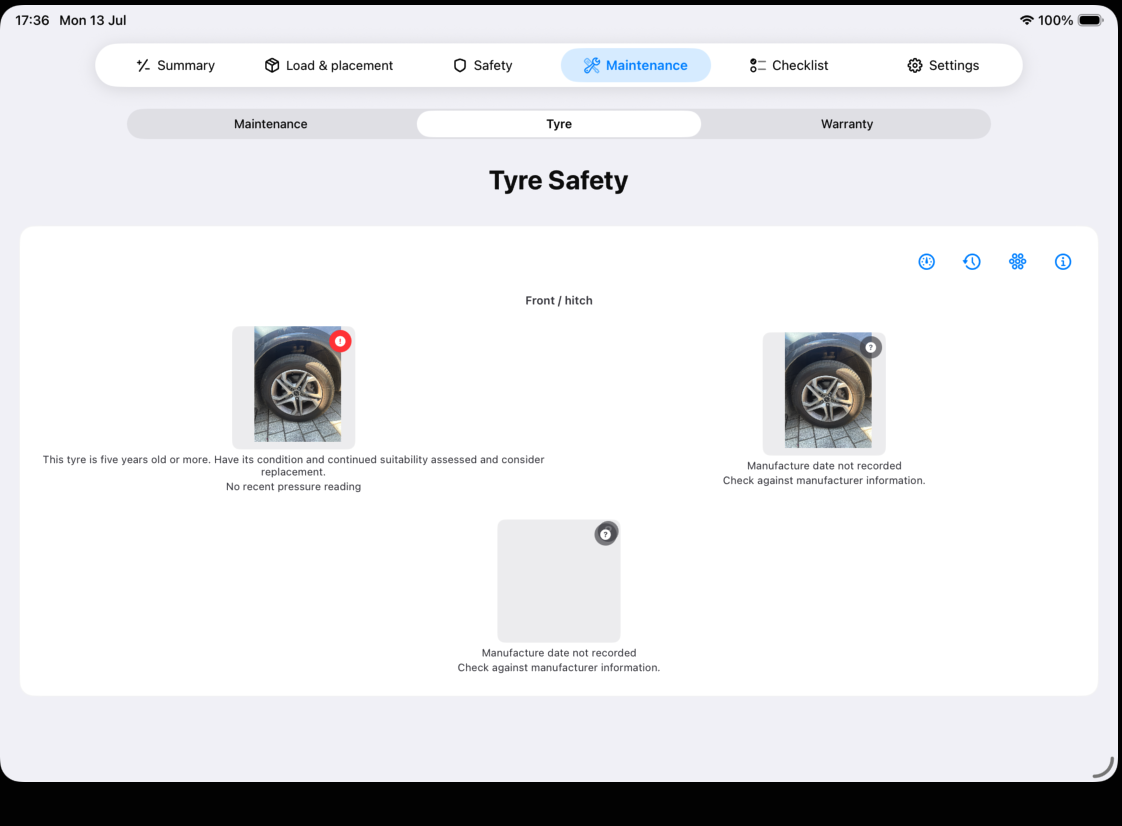 17:36 Mon 13 Jul
100%
Summary
Load & placement
Safety
Maintenance
Checklist
Settings
Maintenance
Tyre
Warranty
Tyre Safety
Front / hitch
This tyre is five years old or more. Have its condition and continued suitability assessed and consider
replacement.
No recent pressure reading
Manufacture date not recorded
Check against manufacturer information.
Manufacture date not recorded
Check against manufacturer information.